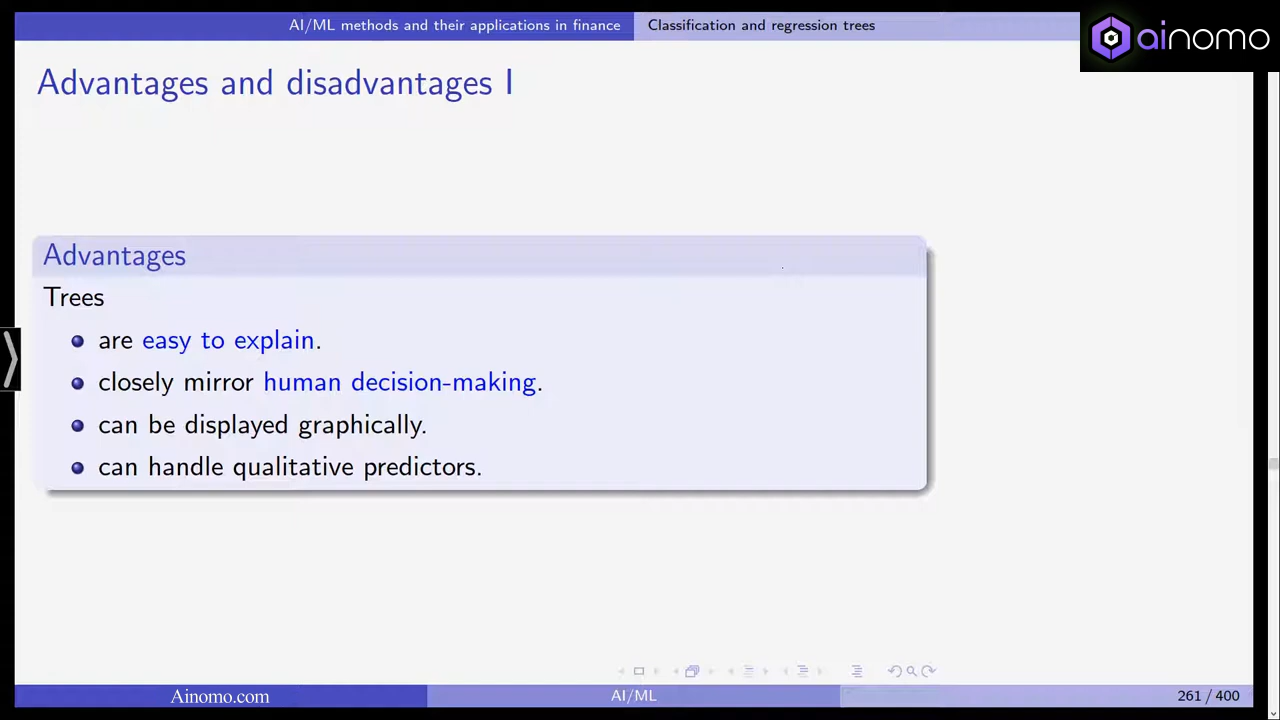 AI/ML methods and their applications in finance Classification and regression trees
ainomo
Advantages and disadvantages I
Advantages
Trees
are easy to explain.
closely mirror human decision-making.
can be displayed graphically.
can handle qualitative predictors.
Ainomo.com AI/ML 261 / 400